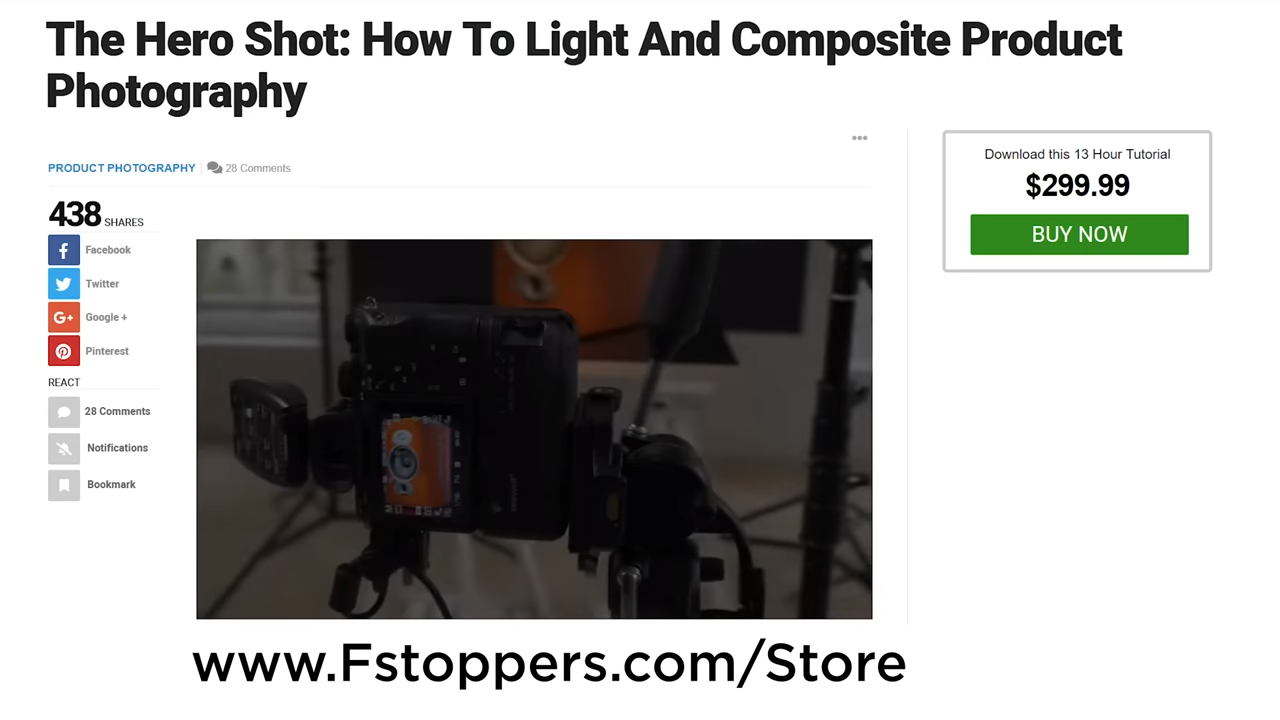 The Hero Shot: How To Light And Composite Product
Photography
PRODUCT PHOTOGRAPHY
28 Comments
438 SHARES
Facebook
Twitter
Google +
Pinterest
REACT
28 Comments
Notifications
Bookmark
Download this 13 Hour Tutorial
$299.99
BUY NOW
www.Fstoppers.com/Store